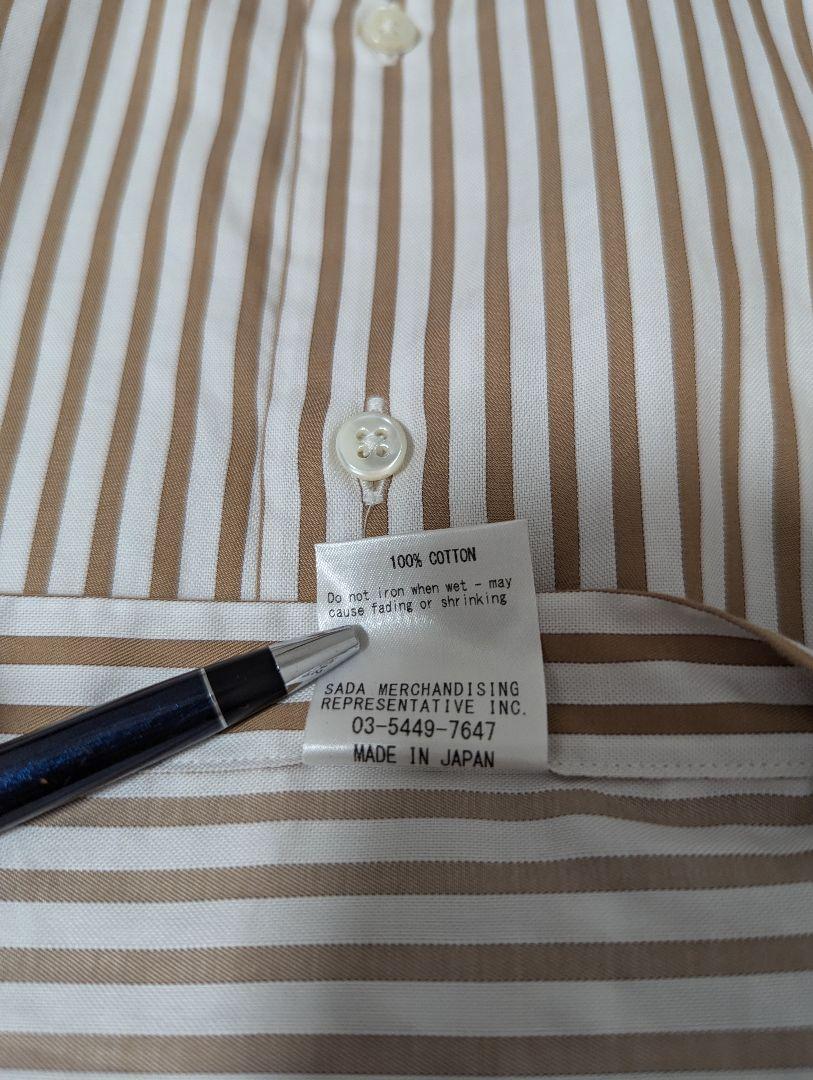 100% COTTON
Do not iron when wet - may
cause fading or shrinking
SADA MERCHANDISING
REPRESENTATIVE INC.
03-5449-7647
MADE IN JAPAN